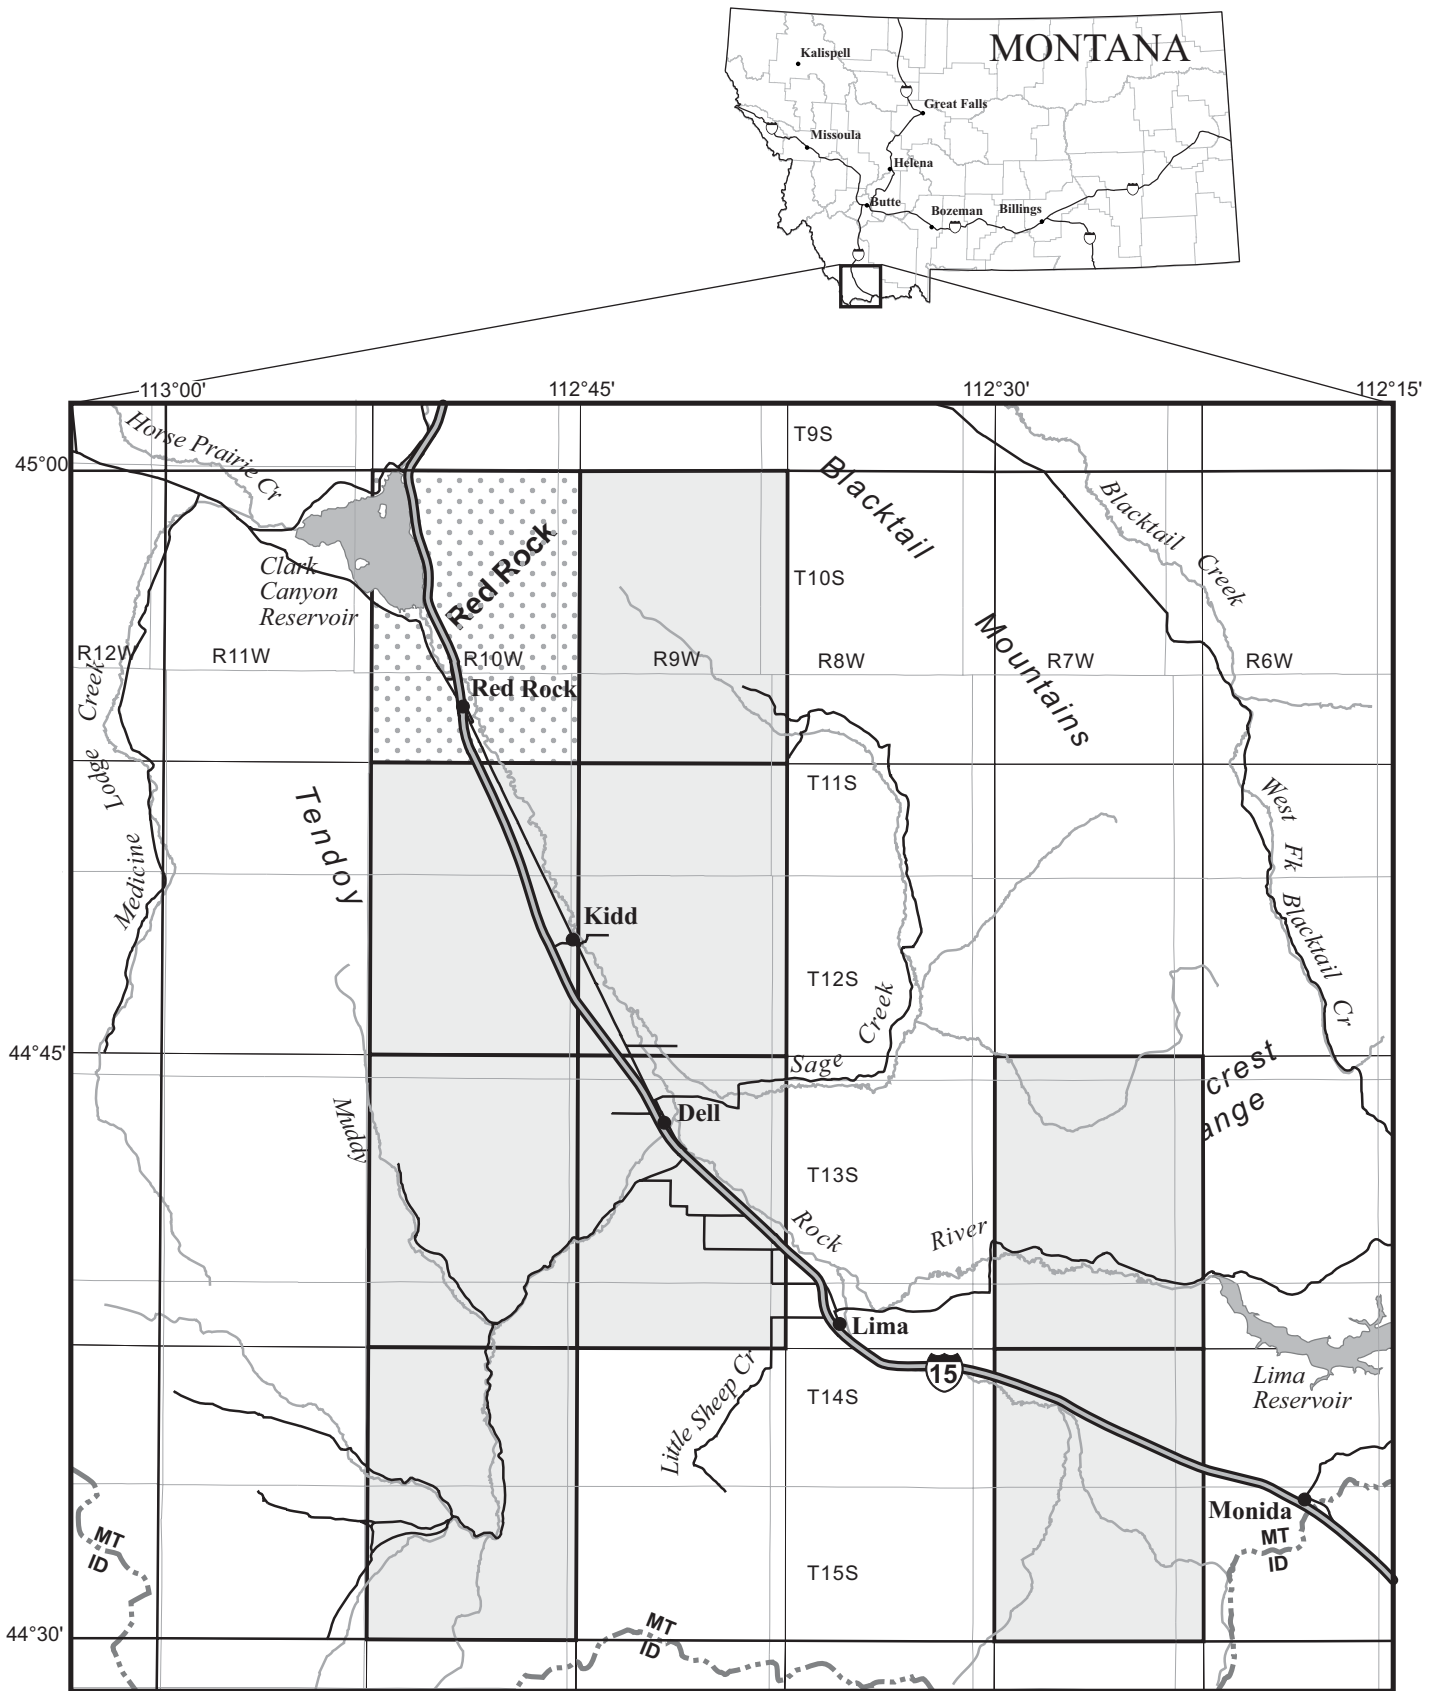 MONTANA
Kalispell
Great Falls
Missoula
Helena
Butte
Bozeman
Billings
113°00'
112°45'
112°30'
112°15'
45°00'
44°45'
44°30'
Horse Prairie Cr
T9S
Blacktail
Mountains
Blacktail Creek
Clark
Canyon
Reservoir
Red Rock
T10S
R12W
R11W
R10W
R9W
R8W
R7W
R6W
Red Rock
Medicine Lodge Creek
Tendoy
T11S
West Fk Blacktail Cr
Kidd
T12S
Sage Creek
crest
ange
Muddy
Dell
T13S
Rock River
Lima
15
Lima
Reservoir
Little Sheep Cr
T14S
Monida
MT
ID
MT
ID
MT
ID
T15S